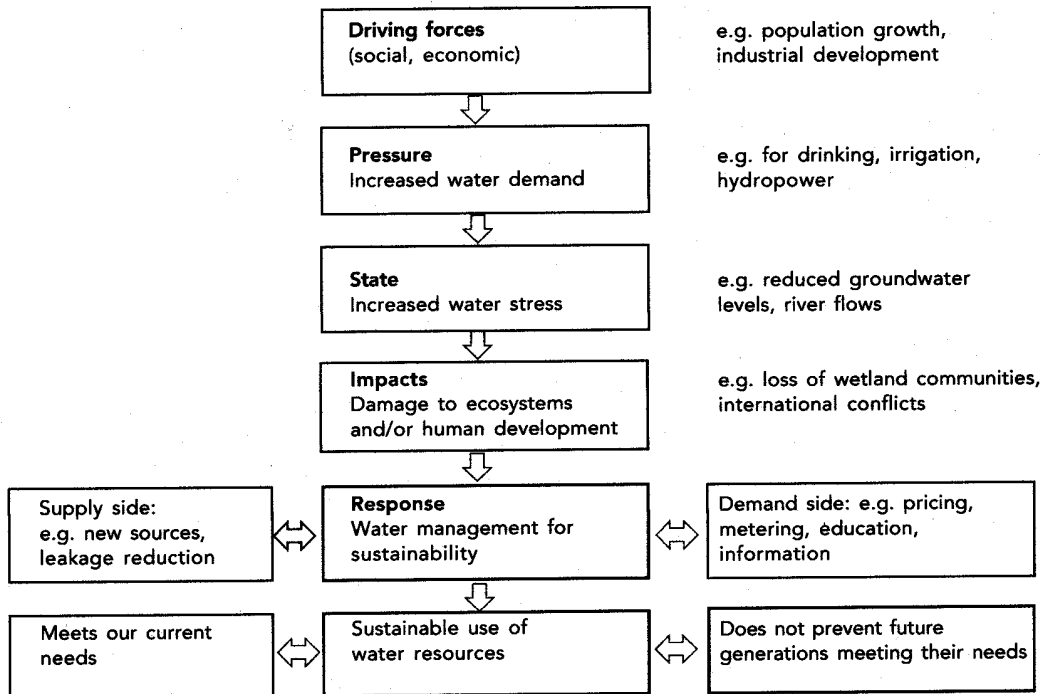 Driving forces
(social, economic)
e.g. population growth,
industrial development
Pressure
Increased water demand
e.g. for drinking, irrigation,
hydropower
State
Increased water stress
e.g. reduced groundwater
levels, river flows
Impacts
Damage to ecosystems
and/or human development
e.g. loss of wetland communities,
international conflicts
Supply side:
e.g. new sources,
leakage reduction
Response
Water management for
sustainability
Demand side: e.g. pricing,
metering, education,
information
Meets our current
needs
Sustainable use of
water resources
Does not prevent future
generations meeting their needs